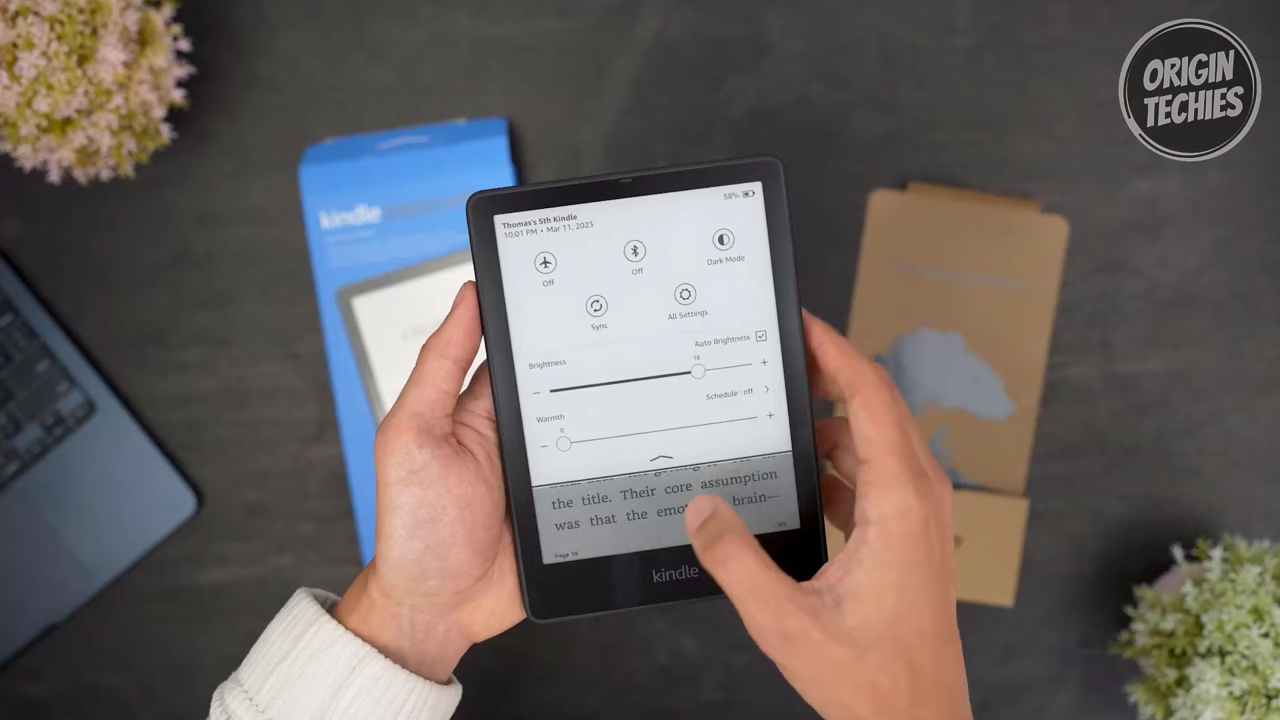 ORIGIN
TECHIES
kindle
58%
Thomas's 5th Kindle
10:01 PM • Mar 11, 2023
Off
Off
Dark Mode
Sync
All Settings
Auto Brightness
Brightness
18
Schedule : off
Warmth
0
the title. Their core assumption
was that the brain—
Page 16
kindle